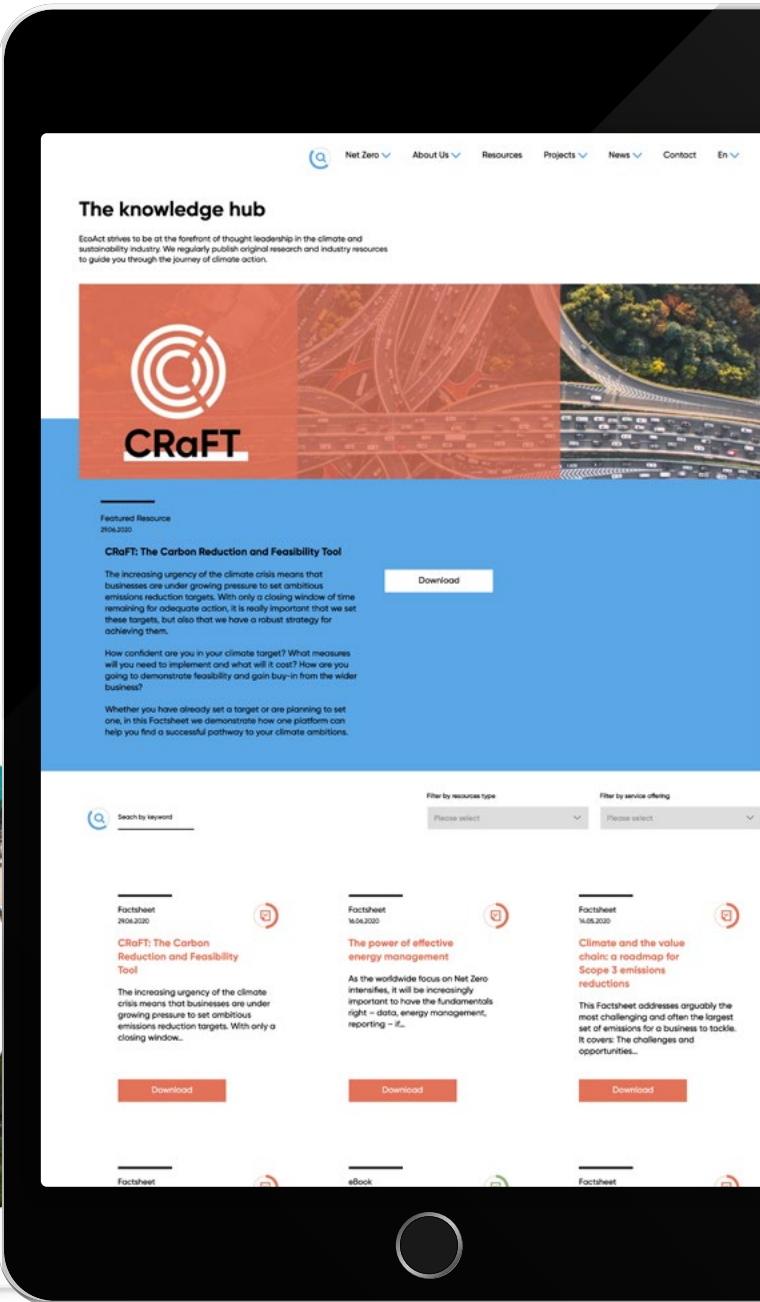 Net Zero About Us Resources Projects News Contact En
The knowledge hub
EcoAct strives to be at the forefront of thought leadership in the climate and
sustainability industry. We regularly publish original research and industry resources
to guide you through the journey of climate action.
CRaFT
Featured Resource
29.06.2020
CRaFT: The Carbon Reduction and Feasibility Tool
The increasing urgency of the climate crisis means that
businesses are under growing pressure to set ambitious
emissions reduction targets. With only a closing window of time
remaining for adequate action, it is really important that we set
these targets, but also that we have a robust strategy for
achieving them.
Download
How confident are you in your climate target? What measures
will you need to implement and what will it cost? How are you
going to demonstrate feasibility and gain buy-in from the wider
business?
Whether you have already set a target or are planning to set
one, in this Factsheet we demonstrate how one platform can
help you find a successful pathway to your climate ambitions.
Filter by resources type
Filter by service offering
Seach by keyword
Please select
Please select
Factsheet
29.06.2020
CRaFT: The Carbon
Reduction and Feasibility
Tool
The increasing urgency of the climate
crisis means that businesses are under
growing pressure to set ambitious
emissions reduction targets. With only a
closing window...
Download
Factsheet
16.06.2020
The power of effective
energy management
As the worldwide focus on Net Zero
intensifies, it will be increasingly
important to have the fundamentals
right – data, energy management,
reporting – if...
Download
Factsheet
14.05.2020
Climate and the value
chain: a roadmap for
Scope 3 emissions
reductions
This Factsheet addresses arguably the
most challenging and often the largest
set of emissions for a business to tackle.
It covers: The challenges and
opportunities...
Download
Factsheet
eBook
Factsheet